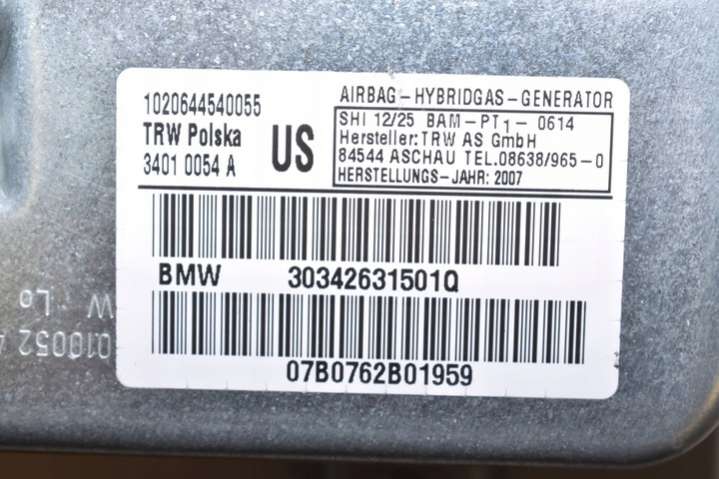 1020644540055
TRW Polska
3401 0054 A
US
AIRBAG-HYBRIDGAS-GENERATOR
SHI 12/25 BAM-PT1- 0614
Hersteller:TRW AS GmbH
84544 ASCHAU TEL.08638/965-0
HERSTELLUNGS-JAHR: 2007
BMW 30342631501Q
07B0762B01959
W Lo